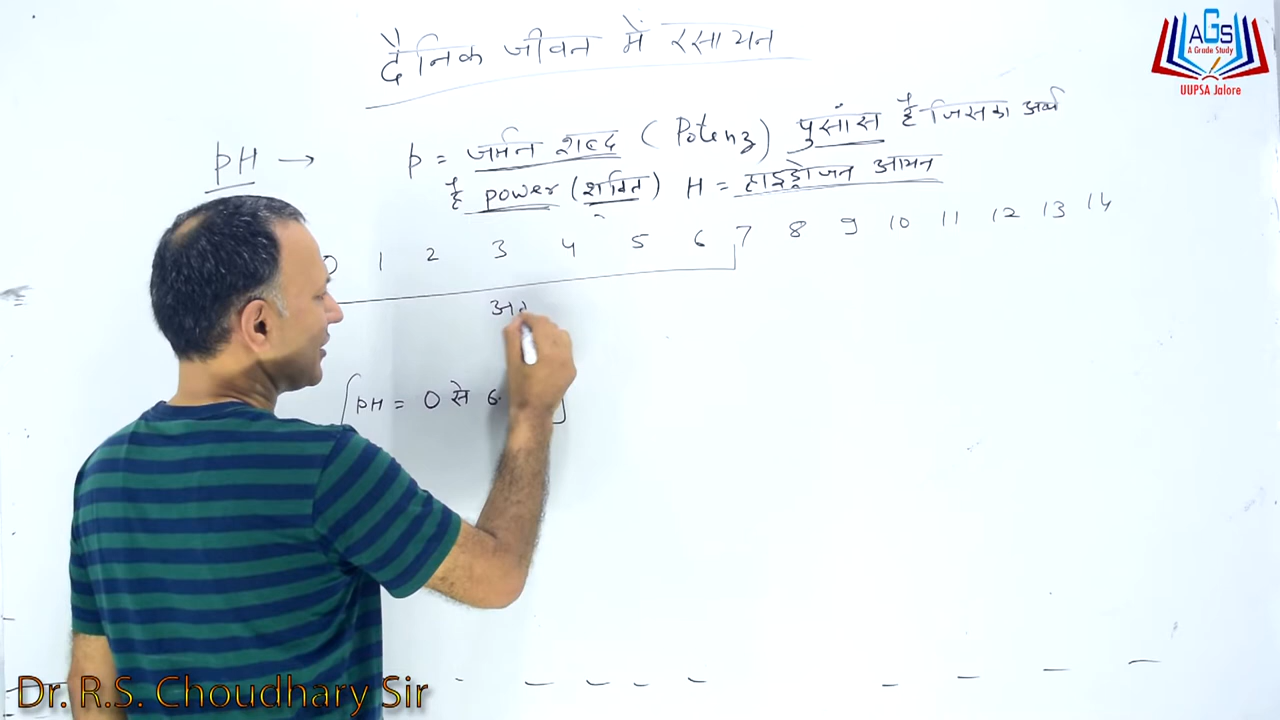 दैनिक जीवन में रसायन
AGS
A Grade Study
UUPSA Jalore
pH → p = जर्मन शब्द (Potenz) पुसांस है जिसका अर्थ
है power (शक्ति) H = हाइड्रोजन आयन
0 1 2 3 4 5 6 7 8 9 10 11 12 13 14
pH = 0 से 6.
Dr. R.S. Choudhary Sir